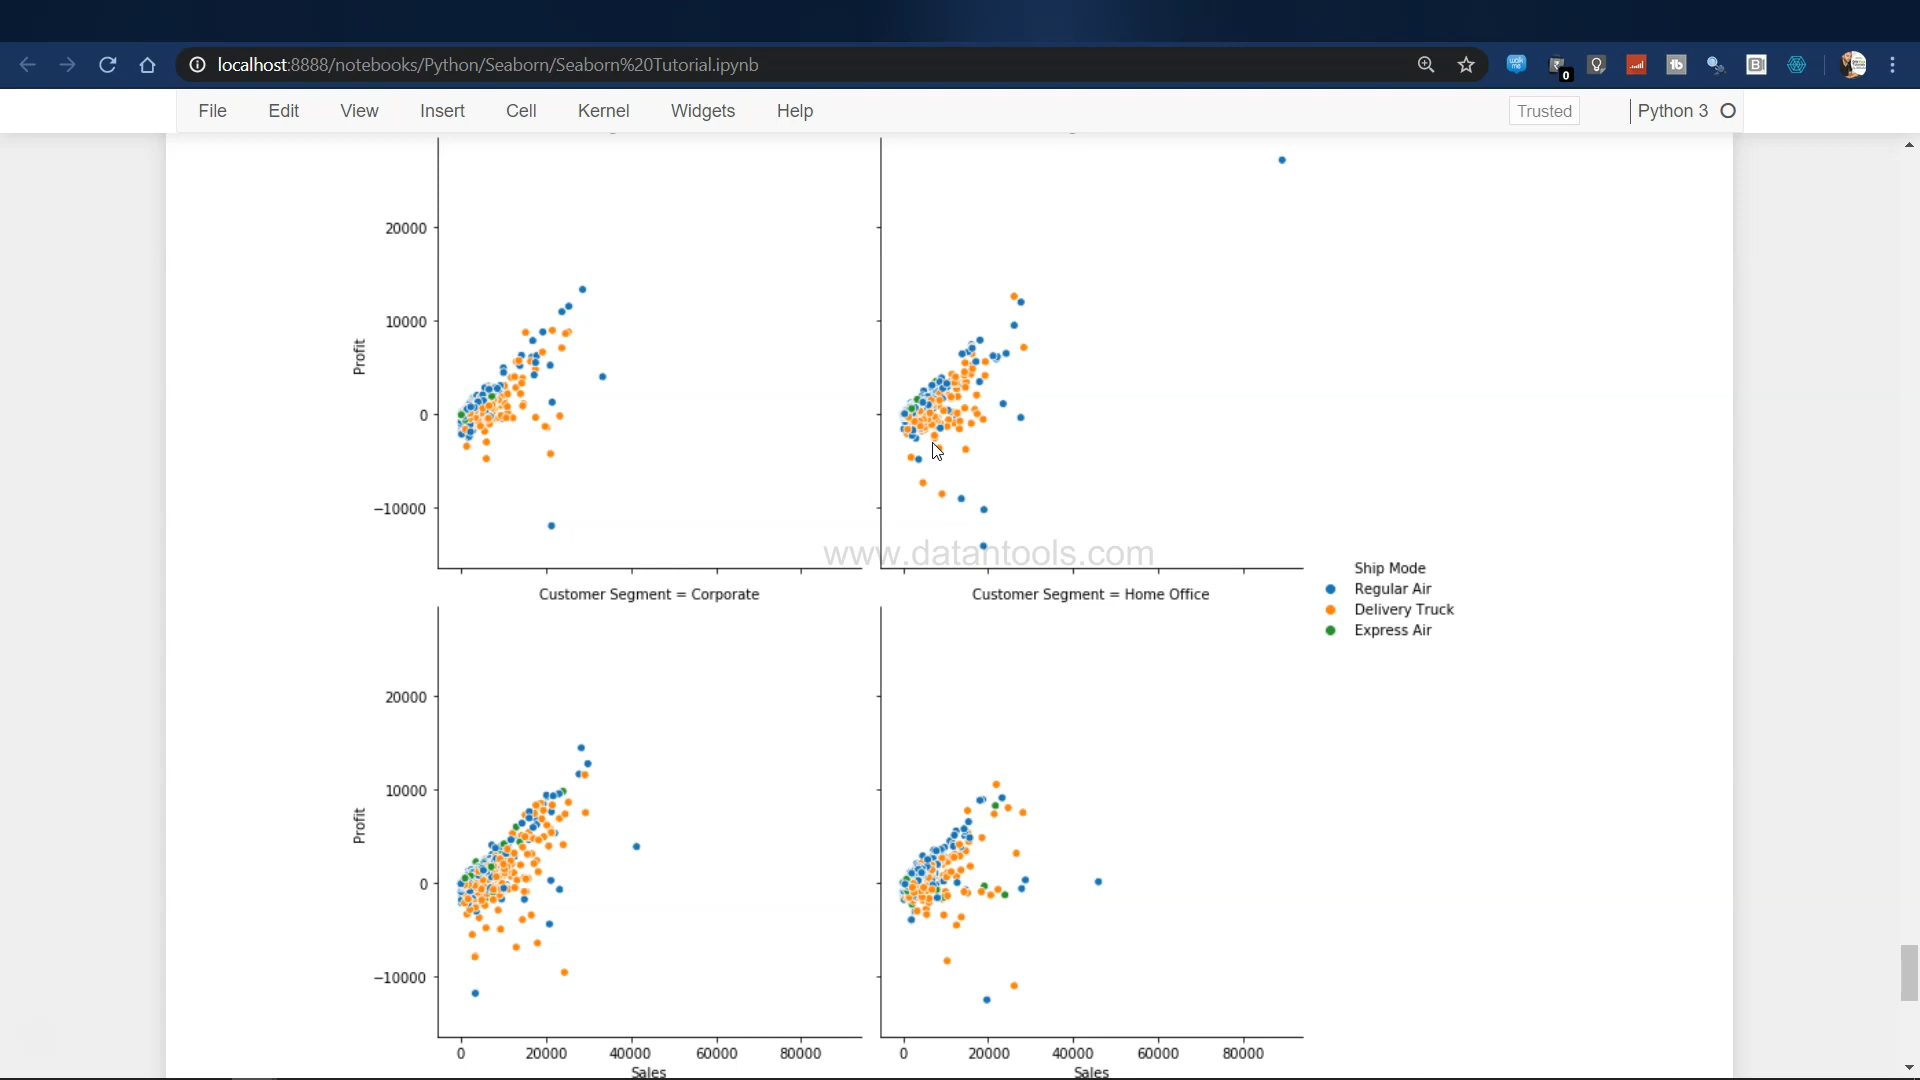 localhost:8888/notebooks/Python/Seaborn/Seaborn%20Tutorial.ipynb
0
File Edit View Insert Cell Kernel Widgets Help
Trusted
Python 3
20000
10000
0
−10000
Profit
www.datantools.com
Customer Segment = Corporate
Customer Segment = Home Office
Ship Mode
Regular Air
Delivery Truck
Express Air
20000
10000
0
−10000
Profit
0 20000 40000 60000 80000
0 20000 40000 60000 80000
Sales
Sales